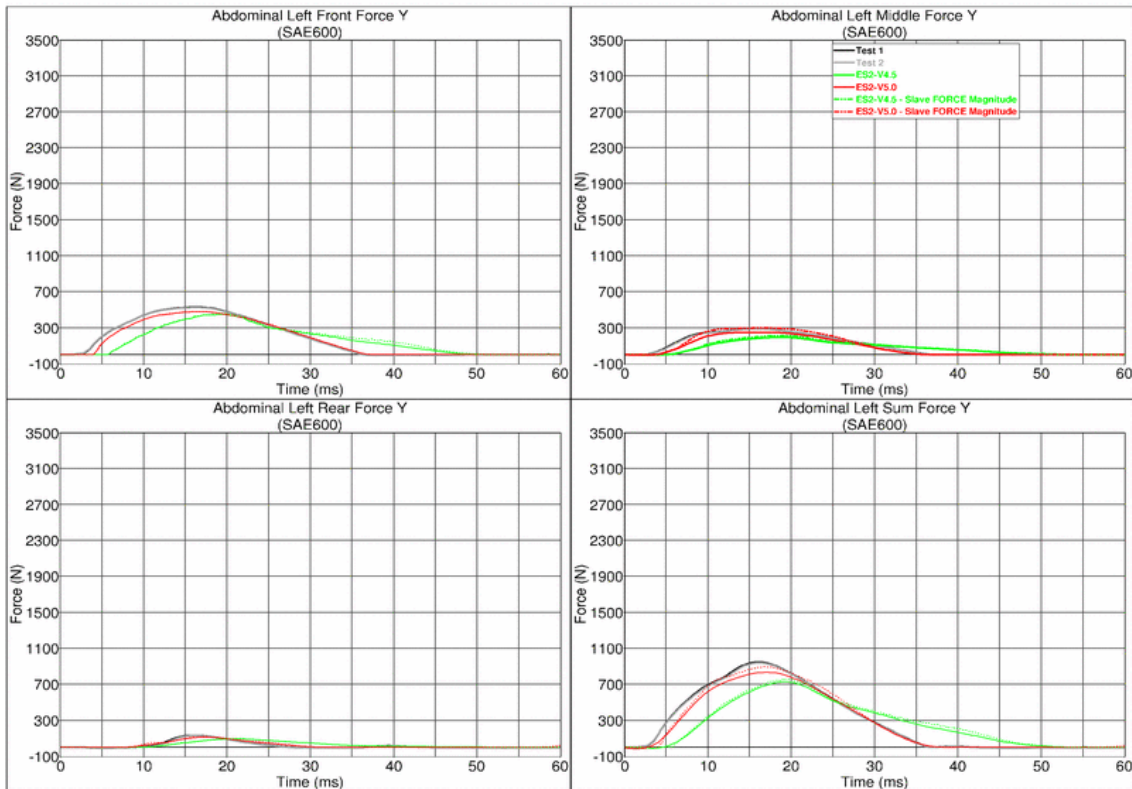 Abdominal Left Front Force Y
(SAE600)
3500
3100
2700
2300
1900
1500
1100
700
300
-100
Force (N)
0 10 20 30 40 50 60
Time (ms)
Abdominal Left Middle Force Y
(SAE600)
Test 1
Test 2
ES2-V4.5
ES2-V5.0
ES2-V4.5 - Slave FORCE Magnitude
ES2-V5.0 - Slave FORCE Magnitude
3500
3100
2700
2300
1900
1500
1100
700
300
-100
Force (N)
0 10 20 30 40 50 60
Time (ms)
Abdominal Left Rear Force Y
(SAE600)
3500
3100
2700
2300
1900
1500
1100
700
300
-100
Force (N)
0 10 20 30 40 50 60
Time (ms)
Abdominal Left Sum Force Y
(SAE600)
3500
3100
2700
2300
1900
1500
1100
700
300
-100
Force (N)
0 10 20 30 40 50 60
Time (ms)